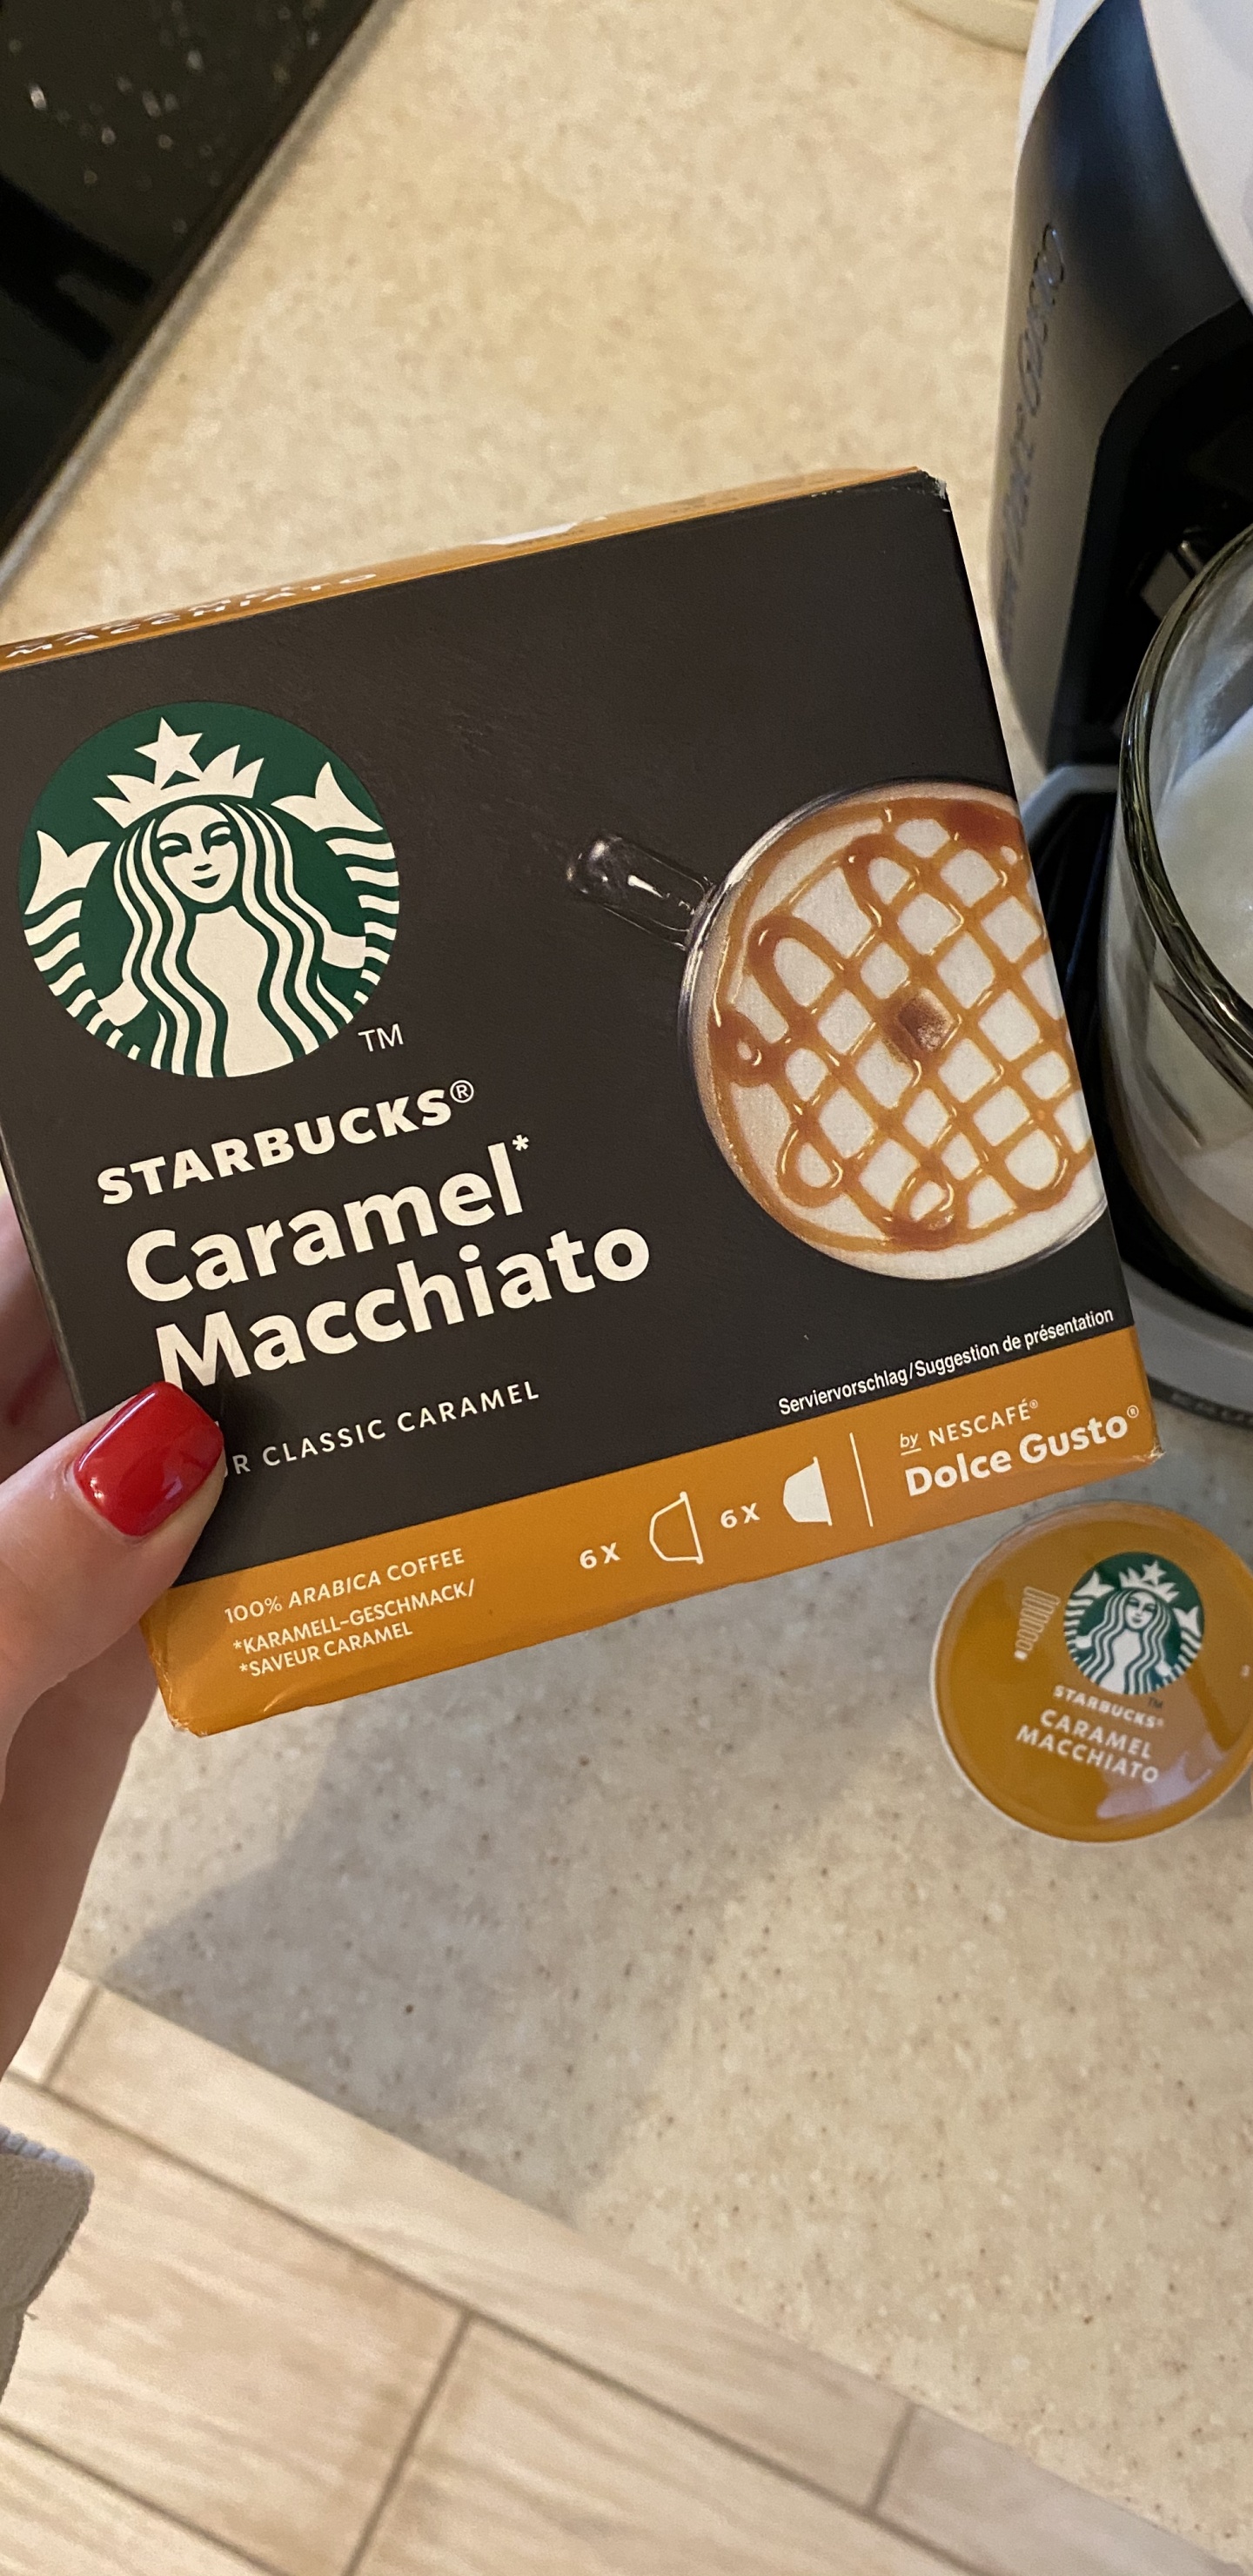 MACCHIATO
TM
STARBUCKS®
Caramel*
Macchiato
CLASSIC CARAMEL
Serviervorschlag/Suggestion de présentation
100% ARABICA COFFEE
*KARAMELL-GESCHMACK/
*SAVEUR CARAMEL
6X 6X
by NESCAFÉ®
Dolce Gusto®
TM
STARBUCKS®
CARAMEL
MACCHIATO